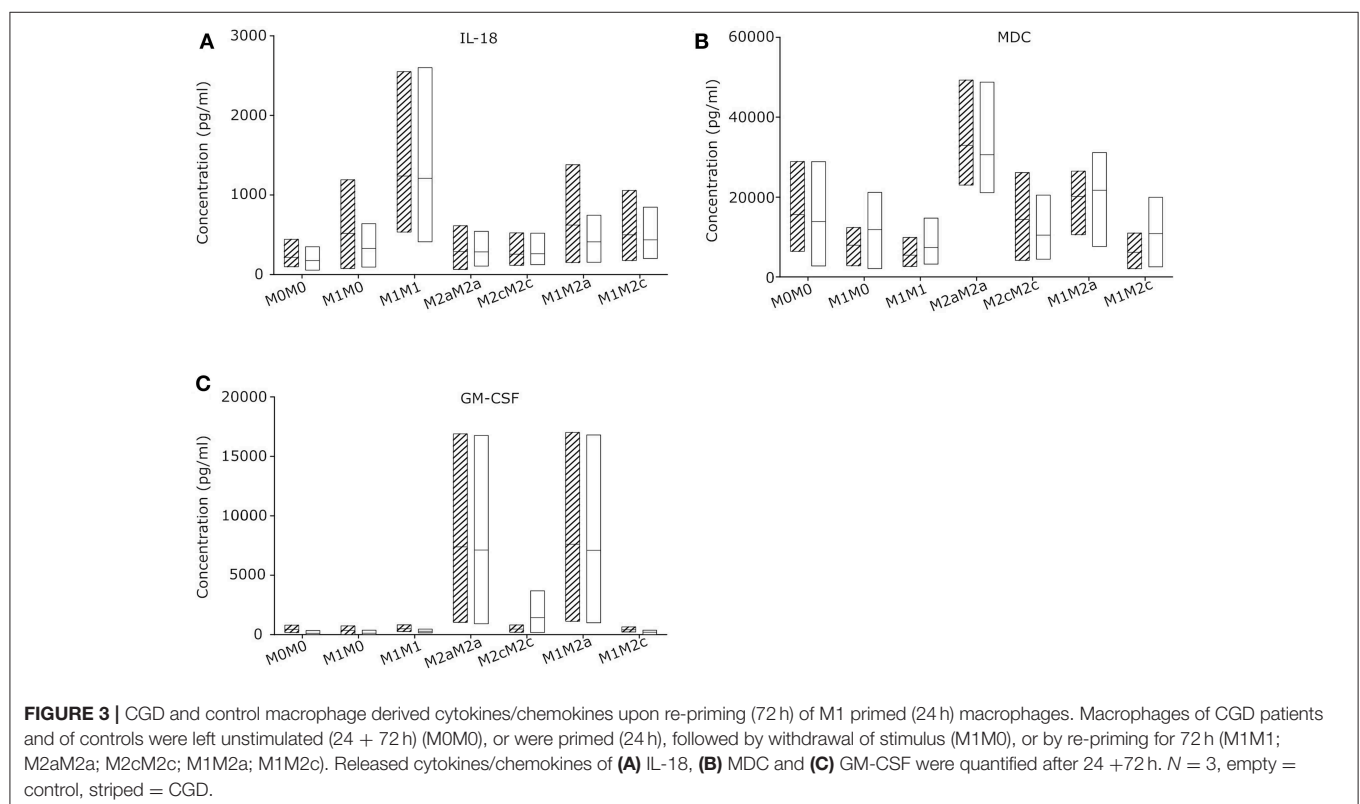 A
IL-18
Concentration (pg/ml)
3000
2000
1000
0
M0M0
M1M0
M1M1
M2aM2a
M2cM2c
M1M2a
M1M2c
B
MDC
Concentration (pg/ml)
60000
40000
20000
0
M0M0
M1M0
M1M1
M2aM2a
M2cM2c
M1M2a
M1M2c
C
GM-CSF
Concentration (pg/ml)
20000
15000
10000
5000
0
M0M0
M1M0
M1M1
M2aM2a
M2cM2c
M1M2a
M1M2c
FIGURE 3 | CGD and control macrophage derived cytokines/chemokines upon re-priming (72 h) of M1 primed (24 h) macrophages. Macrophages of CGD patients
and of controls were left unstimulated (24 + 72 h) (M0M0), or were primed (24 h), followed by withdrawal of stimulus (M1M0), or by re-priming for 72 h (M1M1;
M2aM2a; M2cM2c; M1M2a; M1M2c). Released cytokines/chemokines of (A) IL-18, (B) MDC and (C) GM-CSF were quantified after 24 +72 h. N = 3, empty =
control, striped = CGD.